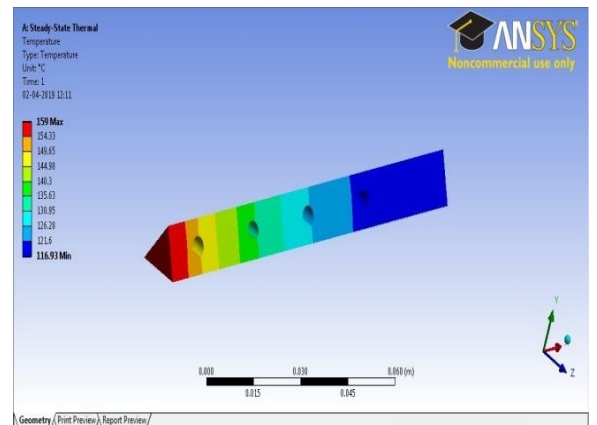 A: Steady-State Thermal
Temperature
Type: Temperature
Unit: °C
Time: 1
02-04-2019 12:11
159 Max
154.33
149.65
144.98
140.3
135.63
130.95
126.28
121.6
116.93 Min
ANSYS
Noncommercial use only
Y
Z
0.000 0.030 0.060 (m)
0.015 0.045
Geometry Print Preview Report Preview